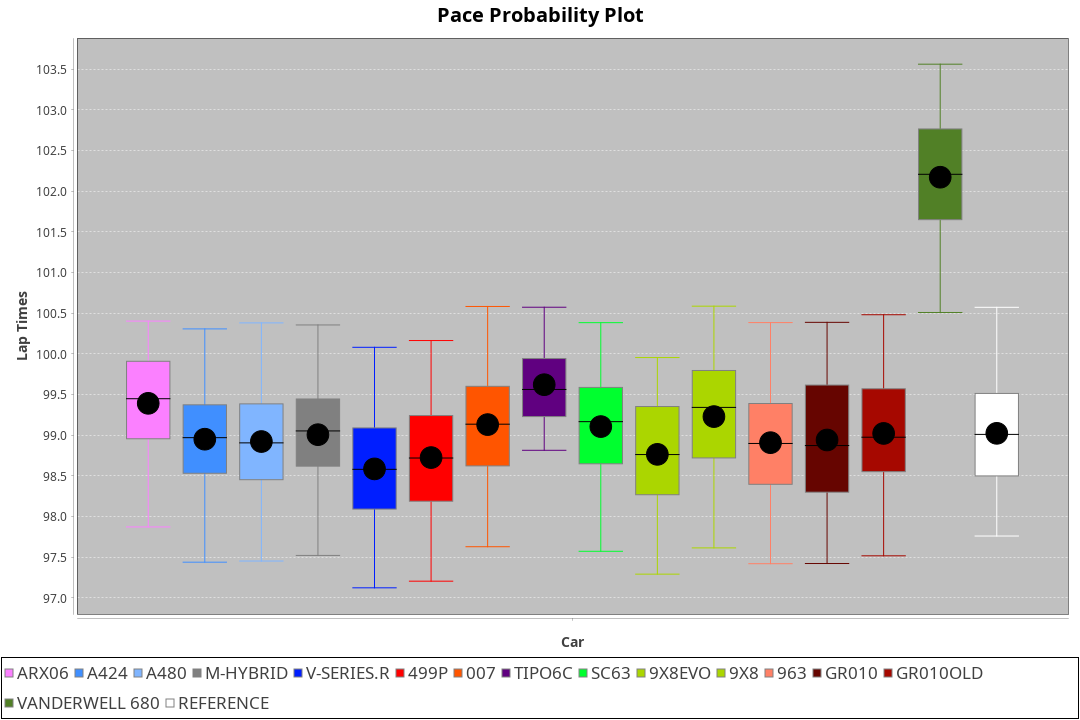 Pace Probability Plot
103.5
103.0
102.5
102.0
101.5
101.0
100.5
100.0
99.5
99.0
98.5
98.0
97.5
97.0
Lap Times
Car
ARX06 A424 A480 M-HYBRID V-SERIES.R 499P 007 TIPO6C SC63 9X8EVO 9X8 963 GR010 GR010OLD
VANDERWELL 680 REFERENCE